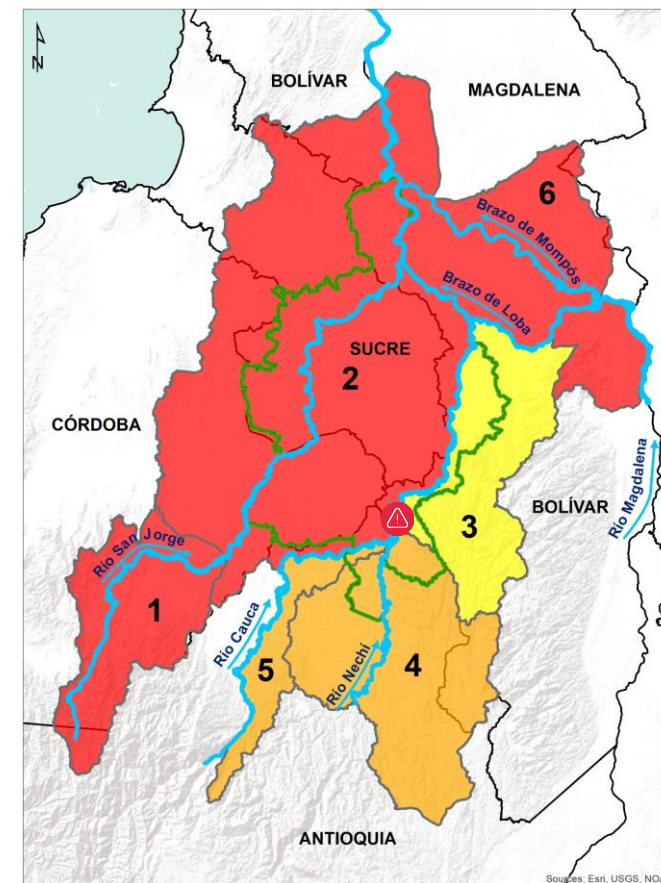 N
BOLÍVAR
MAGDALENA
6
Brazo de Mompós
Brazo de Loba
SUCRE
2
CÓRDOBA
BOLÍVAR
Río Magdalena
3
Río San Jorge
1
Río Cauca
5
Río Nechí
4
ANTIOQUIA
Sources: Esri, USGS, NOA